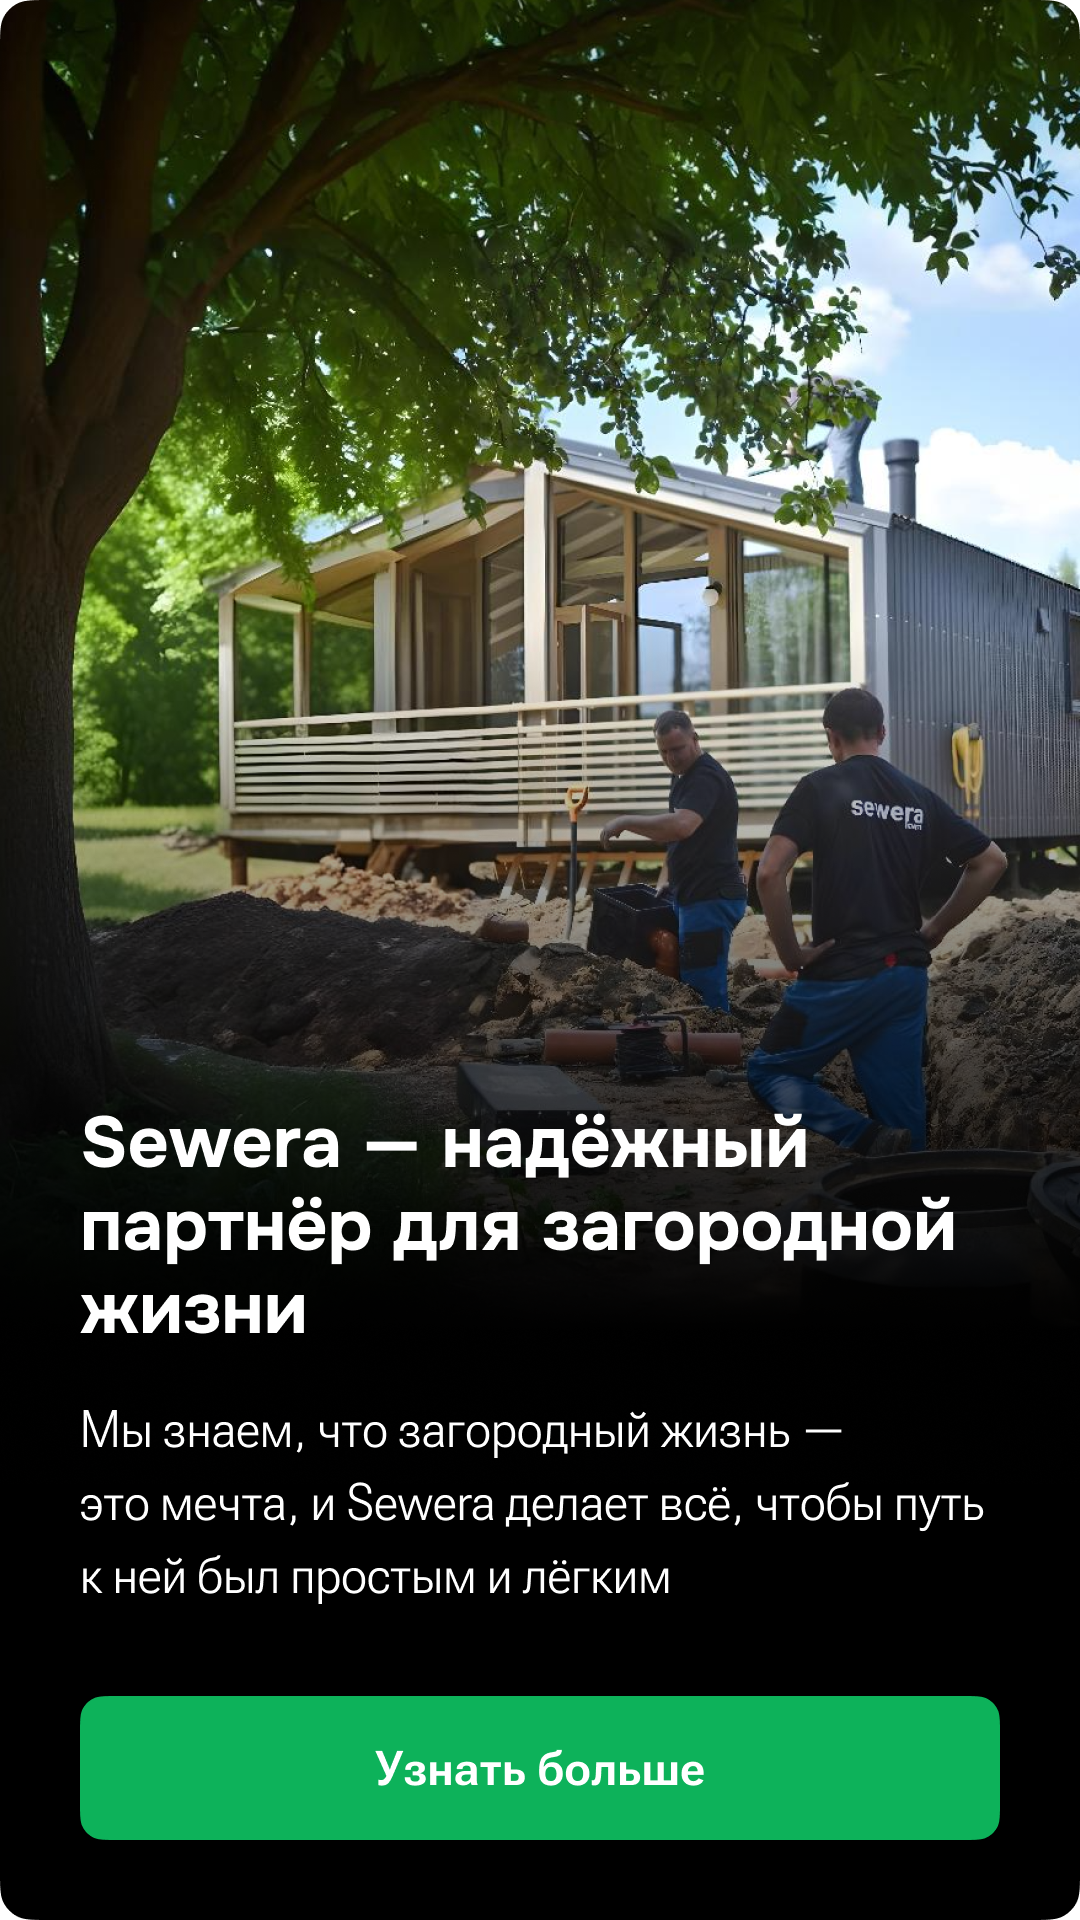 sewera
Sewera — надёжный
партнёр для загородной
жизни
Мы знаем, что загородный жизнь —
это мечта, и Sewera делает всё, чтобы путь
к ней был простым и лёгким
Узнать больше